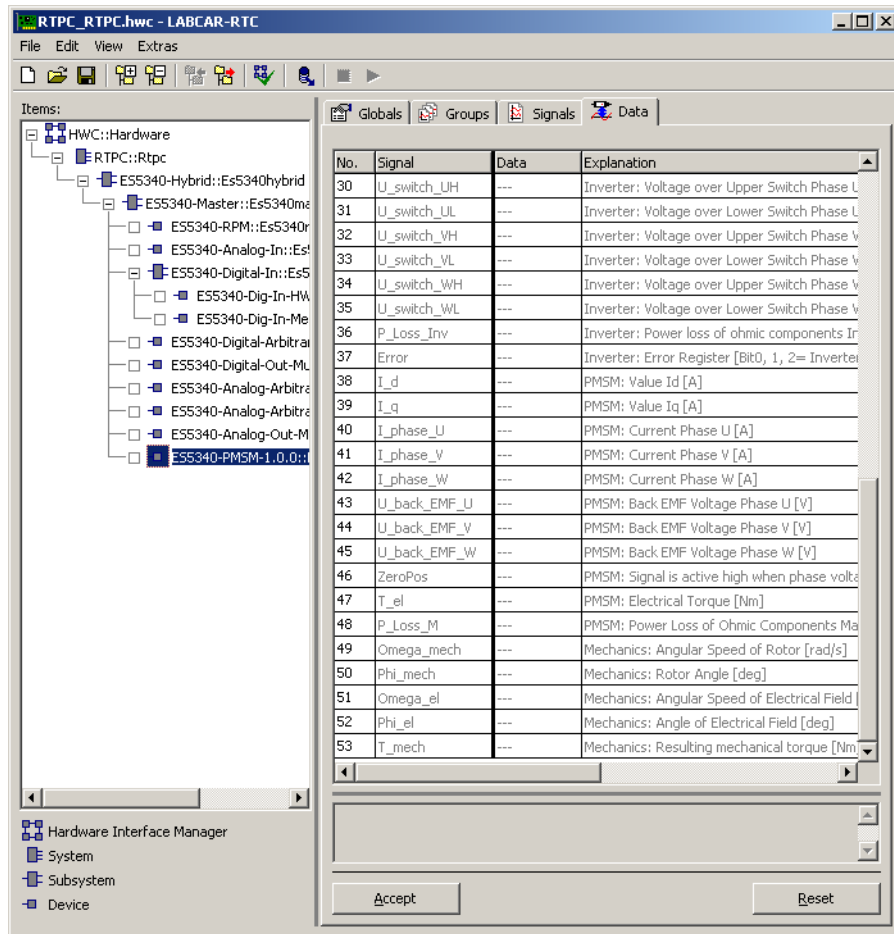 RTPC_RTPC.hwc - LABCAR-RTC
File Edit View Extras
Items:
HWC::Hardware
RTPC::Rtpc
ES5340-Hybrid::Es5340hybrid
ES5340-Master::Es5340ma
ES5340-RPM::Es5340r
ES5340-Analog-In::Es!
ES5340-Digital-In::Es5
ES5340-Dig-In-HW
ES5340-Dig-In-Me
ES5340-Digital-Arbitrar
ES5340-Digital-Out-Mu
ES5340-Analog-Arbitra
ES5340-Analog-Arbitra
ES5340-Analog-Out-M
ES5340-PMSM-1.0.0::
Hardware Interface Manager
System
Subsystem
Device
Globals Groups Signals Data
No. Signal Data Explanation
30 U_switch_UH --- Inverter: Voltage over Upper Switch Phase U
31 U_switch_UL --- Inverter: Voltage over Lower Switch Phase U
32 U_switch_VH --- Inverter: Voltage over Upper Switch Phase V
33 U_switch_VL --- Inverter: Voltage over Lower Switch Phase V
34 U_switch_WH --- Inverter: Voltage over Upper Switch Phase V
35 U_switch_WL --- Inverter: Voltage over Lower Switch Phase V
36 P_Loss_Inv --- Inverter: Power loss of ohmic components In
37 Error --- Inverter: Error Register [Bit0, 1, 2= Inverter
38 I_d --- PMSM: Value Id [A]
39 I_q --- PMSM: Value Iq [A]
40 I_phase_U --- PMSM: Current Phase U [A]
41 I_phase_V --- PMSM: Current Phase V [A]
42 I_phase_W --- PMSM: Current Phase W [A]
43 U_back_EMF_U --- PMSM: Back EMF Voltage Phase U [V]
44 U_back_EMF_V --- PMSM: Back EMF Voltage Phase V [V]
45 U_back_EMF_W --- PMSM: Back EMF Voltage Phase W [V]
46 ZeroPos --- PMSM: Signal is active high when phase volta
47 T_el --- PMSM: Electrical Torque [Nm]
48 P_Loss_M --- PMSM: Power Loss of Ohmic Components Ma
49 Omega_mech --- Mechanics: Angular Speed of Rotor [rad/s]
50 Phi_mech --- Mechanics: Rotor Angle [deg]
51 Omega_el --- Mechanics: Angular Speed of Electrical Field [
52 Phi_el --- Mechanics: Angle of Electrical Field [deg]
53 T_mech --- Mechanics: Resulting mechanical torque [Nm
Accept Reset